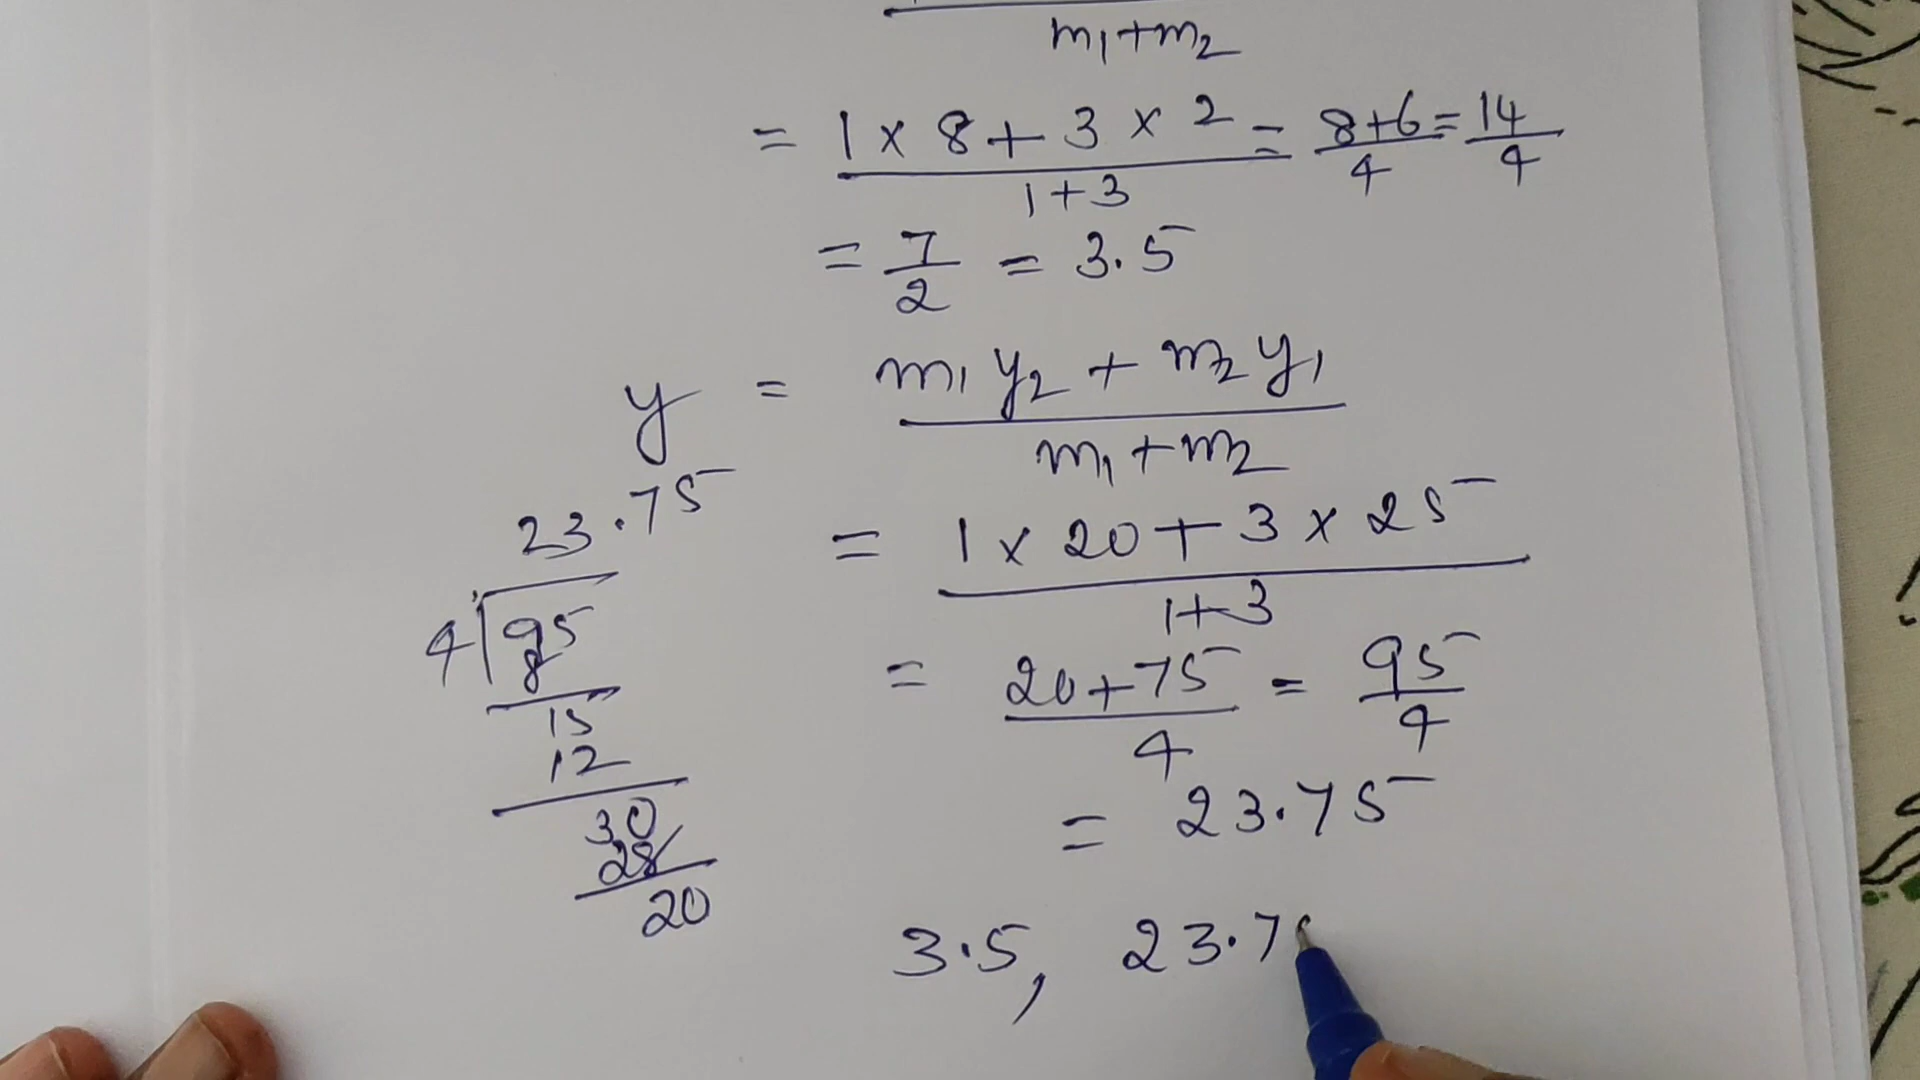 m1+m2
= 1 × 8 + 3 × 2 = 8+6 = 14
1+3 4 4
= 7 = 3.5
2
y = m1 y2 + m2 y1
m1 + m2
23.75
= 1 × 20 + 3 × 25
1+3
4 95
8
= 20+75 = 95
4 4
15
12
= 23.75
30
28
20
3.5, 23.7